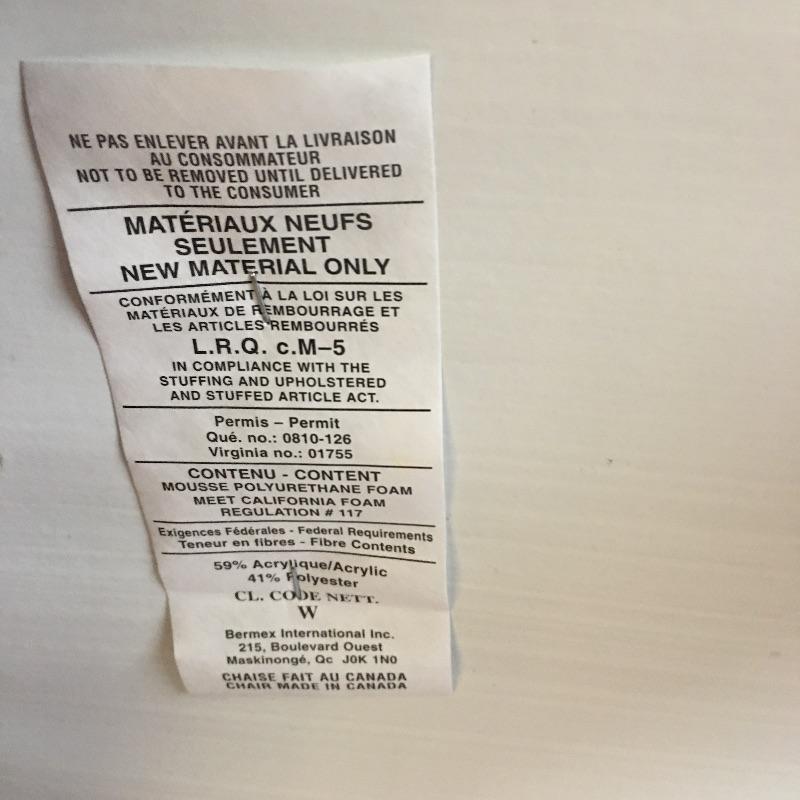 NE PAS ENLEVER AVANT LA LIVRAISON
AU CONSOMMATEUR
NOT TO BE REMOVED UNTIL DELIVERED
TO THE CONSUMER
MATÉRIAUX NEUFS
SEULEMENT
NEW MATERIAL ONLY
CONFORMÉMENT À LA LOI SUR LES
MATÉRIAUX DE REMBOURRAGE ET
LES ARTICLES REMBOURRÉS
L.R.Q. c.M–5
IN COMPLIANCE WITH THE
STUFFING AND UPHOLSTERED
AND STUFFED ARTICLE ACT.
Permis – Permit
Qué. no.: 0810-126
Virginia no.: 01755
CONTENU - CONTENT
MOUSSE POLYURETHANE FOAM
MEET CALIFORNIA FOAM
REGULATION # 117
Exigences Fédérales - Federal Requirements
Teneur en fibres - Fibre Contents
59% Acrylique/Acrylic
41% Polyester
CL. CODE NETT.
W
Bermex International Inc.
215, Boulevard Ouest
Maskinongé, Qc J0K 1N0
CHAISE FAIT AU CANADA
CHAIR MADE IN CANADA